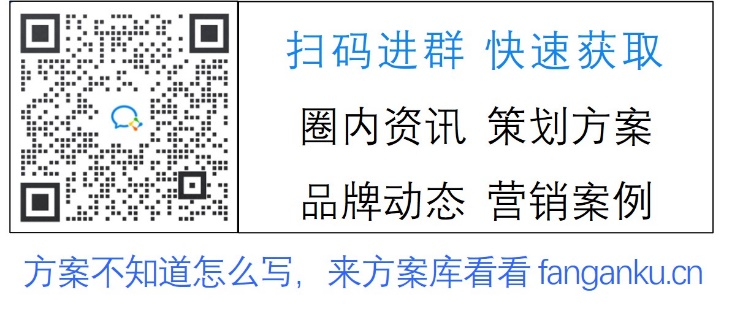 扫码进群 快速获取
圈内资讯 策划方案
品牌动态 营销案例
方案不知道怎么写，来方案库看看 fanganku.cn